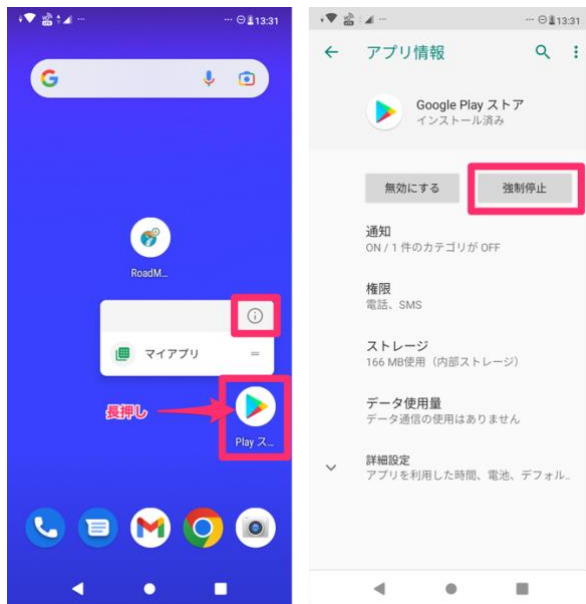 13:31
G
RoadM...
マイアプリ
長押し
Play ス...
13:31
アプリ情報
Google Play ストア
インストール済み
無効にする
強制停止
通知
ON / 1 件のカテゴリが OFF
権限
電話、SMS
ストレージ
166 MB使用（内部ストレージ）
データ使用量
データ通信の使用はありません
詳細設定
アプリを利用した時間、電池、デフォル..